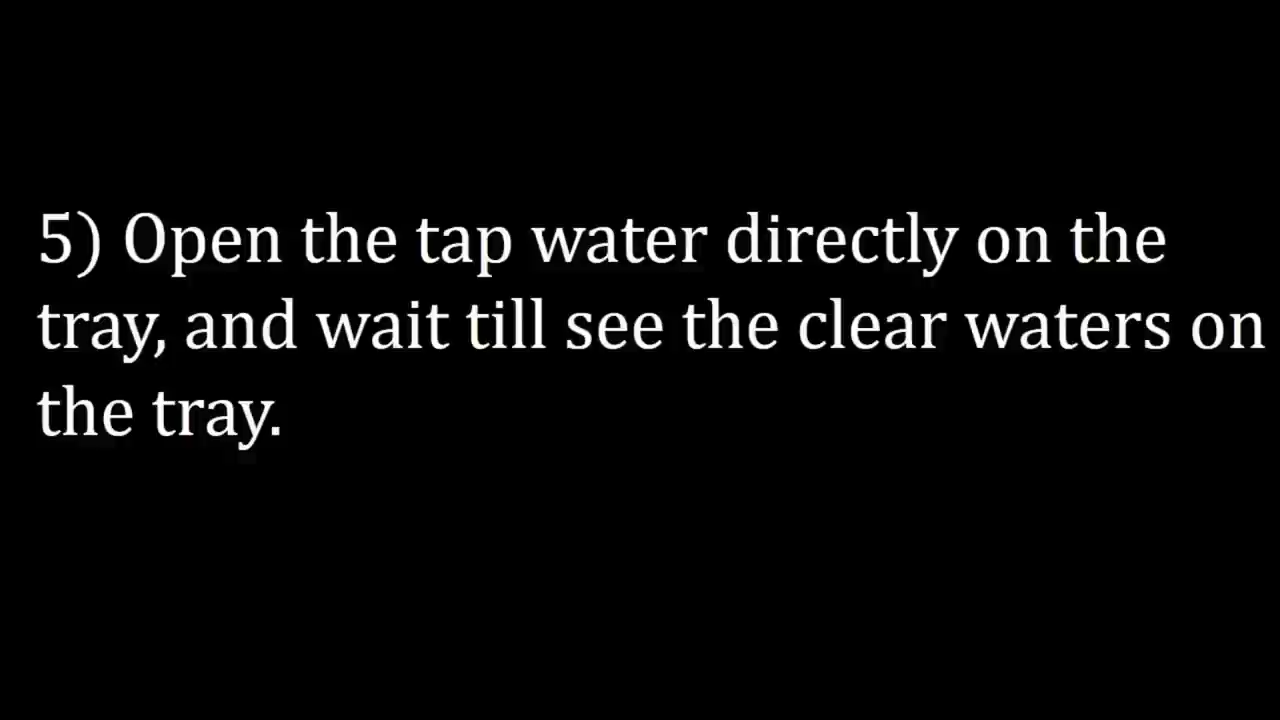 5) Open the tap water directly on the
tray, and wait till see the clear waters on
the tray.